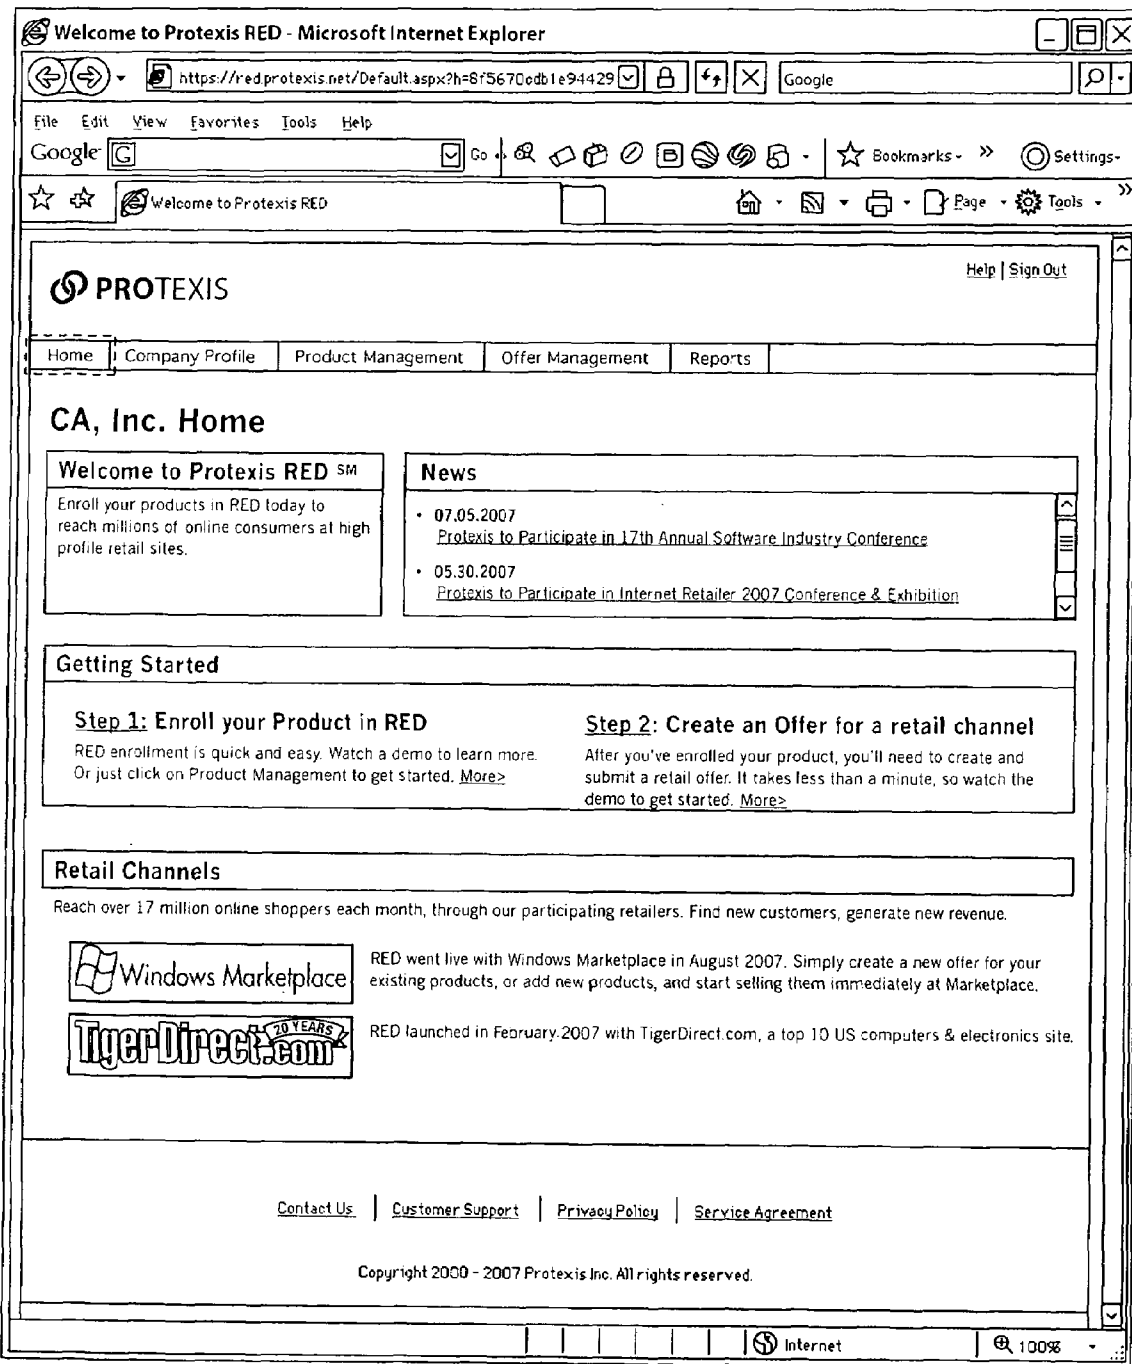 Welcome to Protexis RED - Microsoft Internet Explorer
https://red.protexis.net/Default.aspx?h=8f5670cdb1e94429
Google
File Edit View Favorites Tools Help
Google G Go Bookmarks Settings
Welcome to Protexis RED
Page Tools
PROTEXIS
Help | Sign Out
Home Company Profile Product Management Offer Management Reports
CA, Inc. Home
Welcome to Protexis RED SM
Enroll your products in RED today to
reach millions of online consumers at high
profile retail sites.
News
• 07.05.2007
Protexis to Participate in 17th Annual Software Industry Conference
• 05.30.2007
Protexis to Participate in Internet Retailer 2007 Conference & Exhibition
Getting Started
Step 1: Enroll your Product in RED
RED enrollment is quick and easy. Watch a demo to learn more.
Or just click on Product Management to get started. More>
Step 2: Create an Offer for a retail channel
After you've enrolled your product, you'll need to create and
submit a retail offer. It takes less than a minute, so watch the
demo to get started. More>
Retail Channels
Reach over 17 million online shoppers each month, through our participating retailers. Find new customers, generate new revenue.
Windows Marketplace
RED went live with Windows Marketplace in August 2007. Simply create a new offer for your
existing products, or add new products, and start selling them immediately at Marketplace.
TigerDirect.com 20 YEARS
RED launched in February.2007 with TigerDirect.com, a top 10 US computers & electronics site.
Contact Us | Customer Support | Privacy Policy | Service Agreement
Copyright 2000 - 2007 Protexis Inc. All rights reserved.
Internet 100%